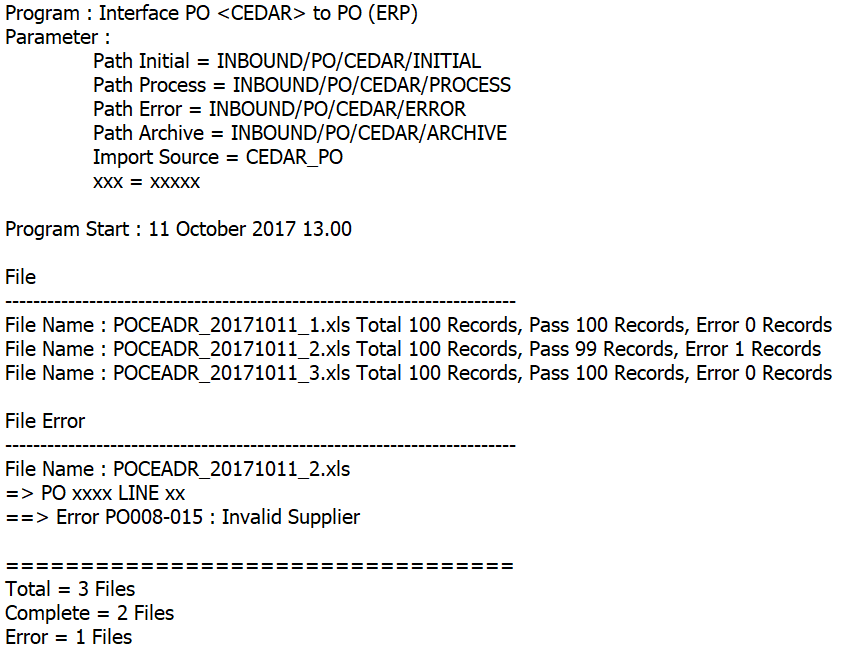 Program : Interface PO <CEDAR> to PO (ERP)
Parameter :
Path Initial = INBOUND/PO/CEDAR/INITIAL
Path Process = INBOUND/PO/CEDAR/PROCESS
Path Error = INBOUND/PO/CEDAR/ERROR
Path Archive = INBOUND/PO/CEDAR/ARCHIVE
Import Source = CEDAR_PO
xxx = xxxxx
Program Start : 11 October 2017 13.00
File
-------------------------------------------------------------------------
File Name : POCEADR_20171011_1.xls Total 100 Records, Pass 100 Records, Error 0 Records
File Name : POCEADR_20171011_2.xls Total 100 Records, Pass 99 Records, Error 1 Records
File Name : POCEADR_20171011_3.xls Total 100 Records, Pass 100 Records, Error 0 Records
File Error
-------------------------------------------------------------------------
File Name : POCEADR_20171011_2.xls
=> PO xxxx LINE xx
==> Error PO008-015 : Invalid Supplier
==================================
Total = 3 Files
Complete = 2 Files
Error = 1 Files